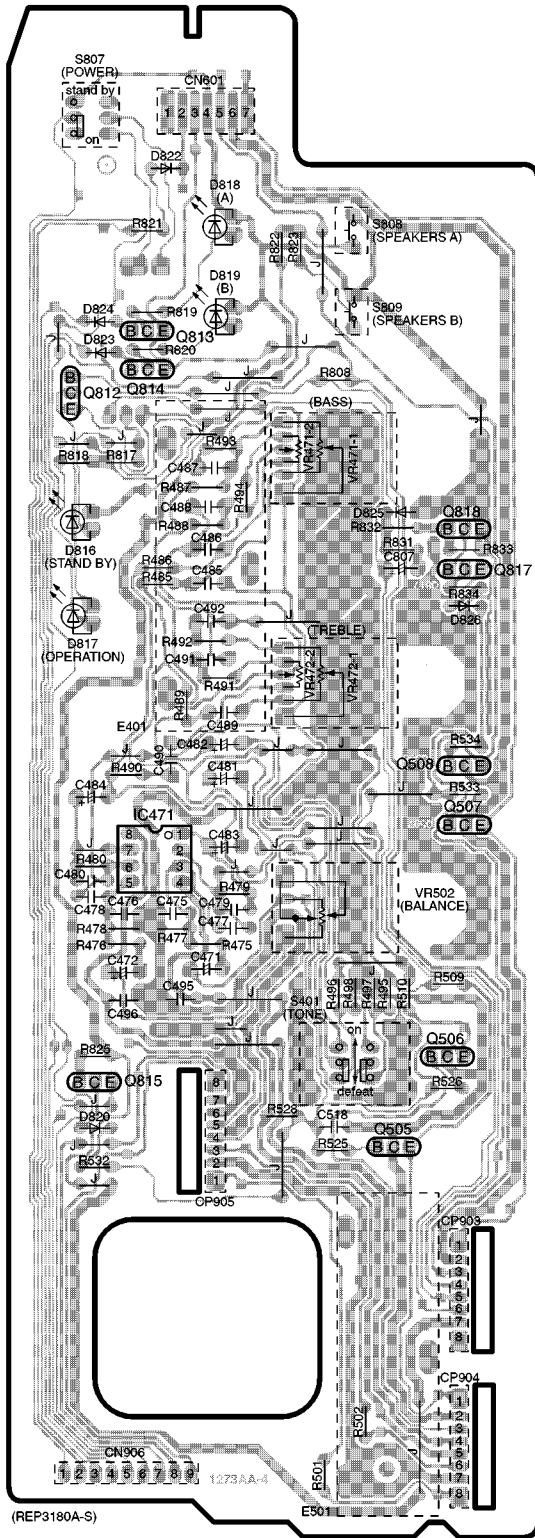 S807
(POWER)
stand by
on
CN601
1 2 3 4 5 6 7
D822
D818
(A)
R821
R822
R823
J
S808
(SPEAKERS A)
D819
(B)
S809
(SPEAKERS B)
D824
R819
B C E Q813
D823
R820
J
J
B C E
Q814
B C E
Q812
J
R808
(BASS)
J
J
J
R818
R817
R493
VR471-2
VR471-1
C487
R487
R494
C488
R488
D825
R832
Q818
B C E
D816
(STAND BY)
C486
R486
R485
C485
R831
C807
R833
B C E Q817
R834
D826
D817
(OPERATION)
C492
J
R492
(TREBLE)
C491
VR472-2
VR472-1
R491
R489
C489
E401
J
R490
C490
C482
J
J
R534
Q508 B C E
C481
C484
R533
J
J
Q507
B C E
IC471
8 1
7 2
6 3
5 4
C483
J
J
R480
C480
J
R479
VR502
(BALANCE)
C478
C476
C475
C479
C477
R478
R476
R477
R475
C472
C471
J
C495
C496
J
S401
(TONE)
R496
R498
R497
R495
R510
R509
J
J
on
defeat
Q506
B C E
R526
R825
B C E Q815
J
D820
J
R532
J
8
7
6
5
4
3
2
1
CP905
R528
C518
R525
Q505
B C E
J
CP903
1
2
3
4
5
6
7
8
CP904
1
2
3
4
5
6
7
8
R502
J
R501
E501
CN906
1 2 3 4 5 6 7 8 9
1273AA-4
(REP3180A-S)